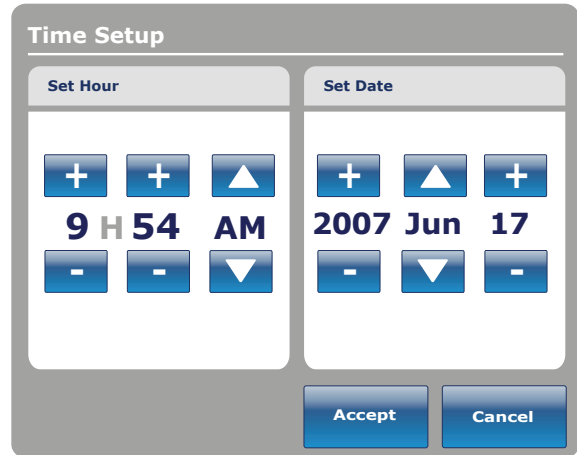 Time Setup
Set Hour
Set Date
+ + + +
9 H 54 AM 2007 Jun 17
- - - -
Accept Cancel